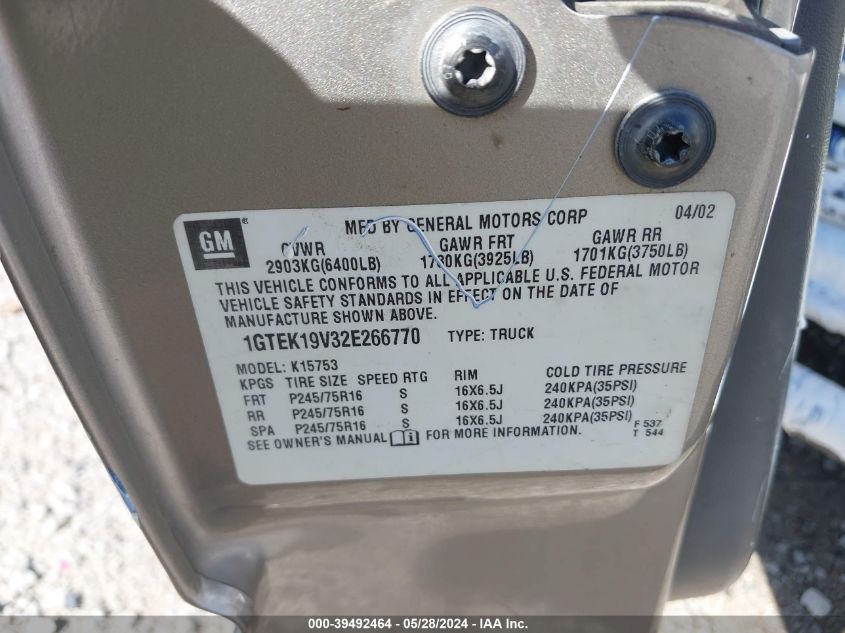 GM
MFD BY GENERAL MOTORS CORP 04/02
GVWR GAWR FRT GAWR RR
2903KG(6400LB) 1780KG(3925LB) 1701KG(3750LB)
THIS VEHICLE CONFORMS TO ALL APPLICABLE U.S. FEDERAL MOTOR
VEHICLE SAFETY STANDARDS IN EFFECT ON THE DATE OF
MANUFACTURE SHOWN ABOVE.
1GTEK19V32E266770 TYPE: TRUCK
MODEL: K15753
KPGS TIRE SIZE SPEED RTG RIM COLD TIRE PRESSURE
FRT P245/75R16 S 16X6.5J 240KPA(35PSI)
RR P245/75R16 S 16X6.5J 240KPA(35PSI)
SPA P245/75R16 S 16X6.5J 240KPA(35PSI)
SEE OWNER'S MANUAL i FOR MORE INFORMATION.
F 537
T 544
000-39492464 - 05/28/2024 - IAA Inc.